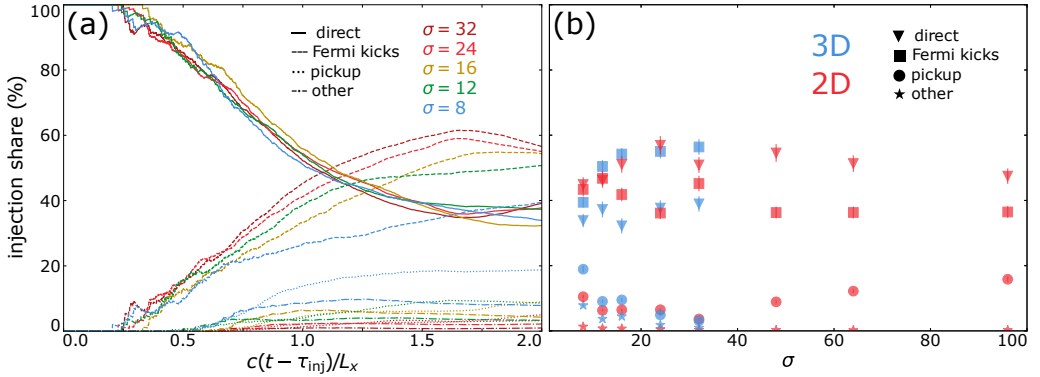 (a)
(b)
injection share (%)
100
80
60
40
20
0
direct
Fermi kicks
pickup
other
σ = 32
σ = 24
σ = 16
σ = 12
σ = 8
0.0 0.5 1.0 1.5 2.0
c(t − τ_inj)/L_x
3D
2D
direct
Fermi kicks
pickup
other
0 20 40 60 80 100
σ